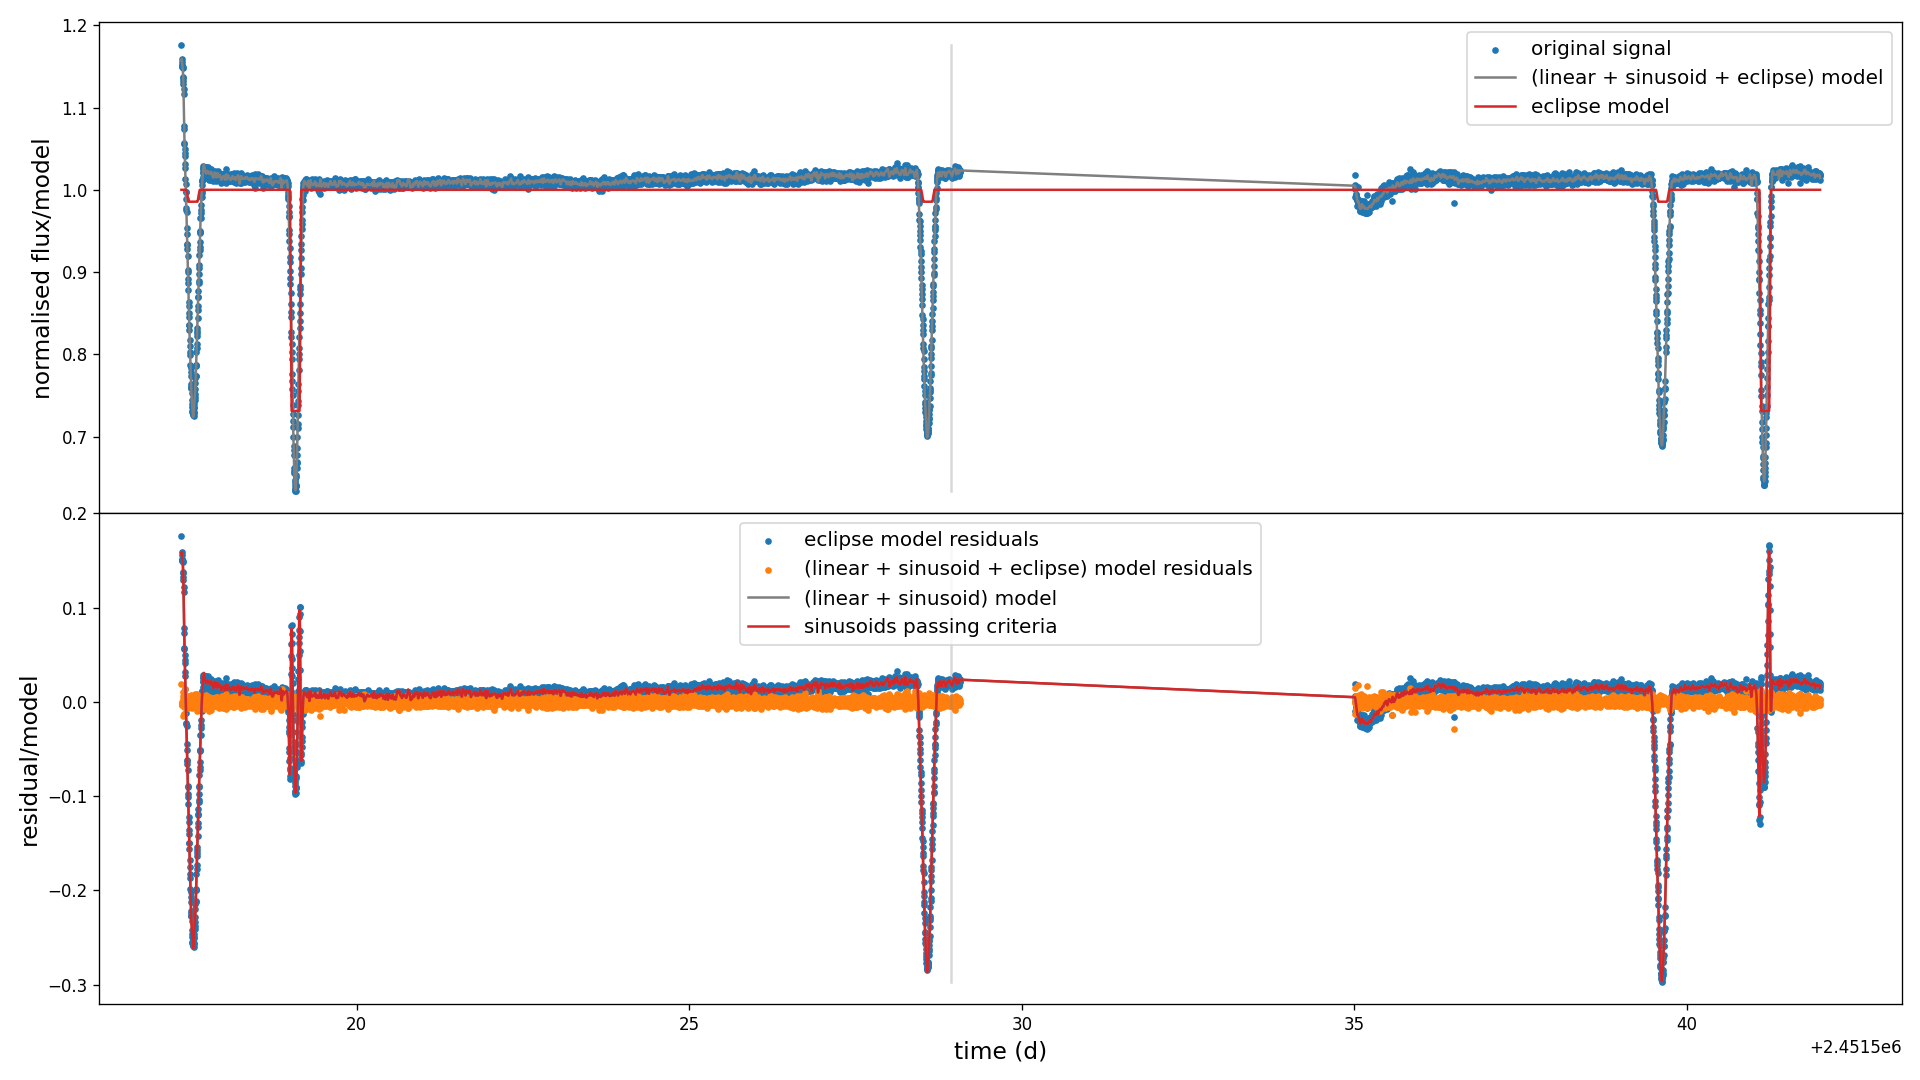 1.2
1.1
1.0
0.9
0.8
0.7
normalised flux/model
original signal
(linear + sinusoid + eclipse) model
eclipse model
0.2
0.1
0.0
−0.1
−0.2
−0.3
residual/model
eclipse model residuals
(linear + sinusoid + eclipse) model residuals
(linear + sinusoid) model
sinusoids passing criteria
20 25 30 35 40
time (d)
+2.4515e6